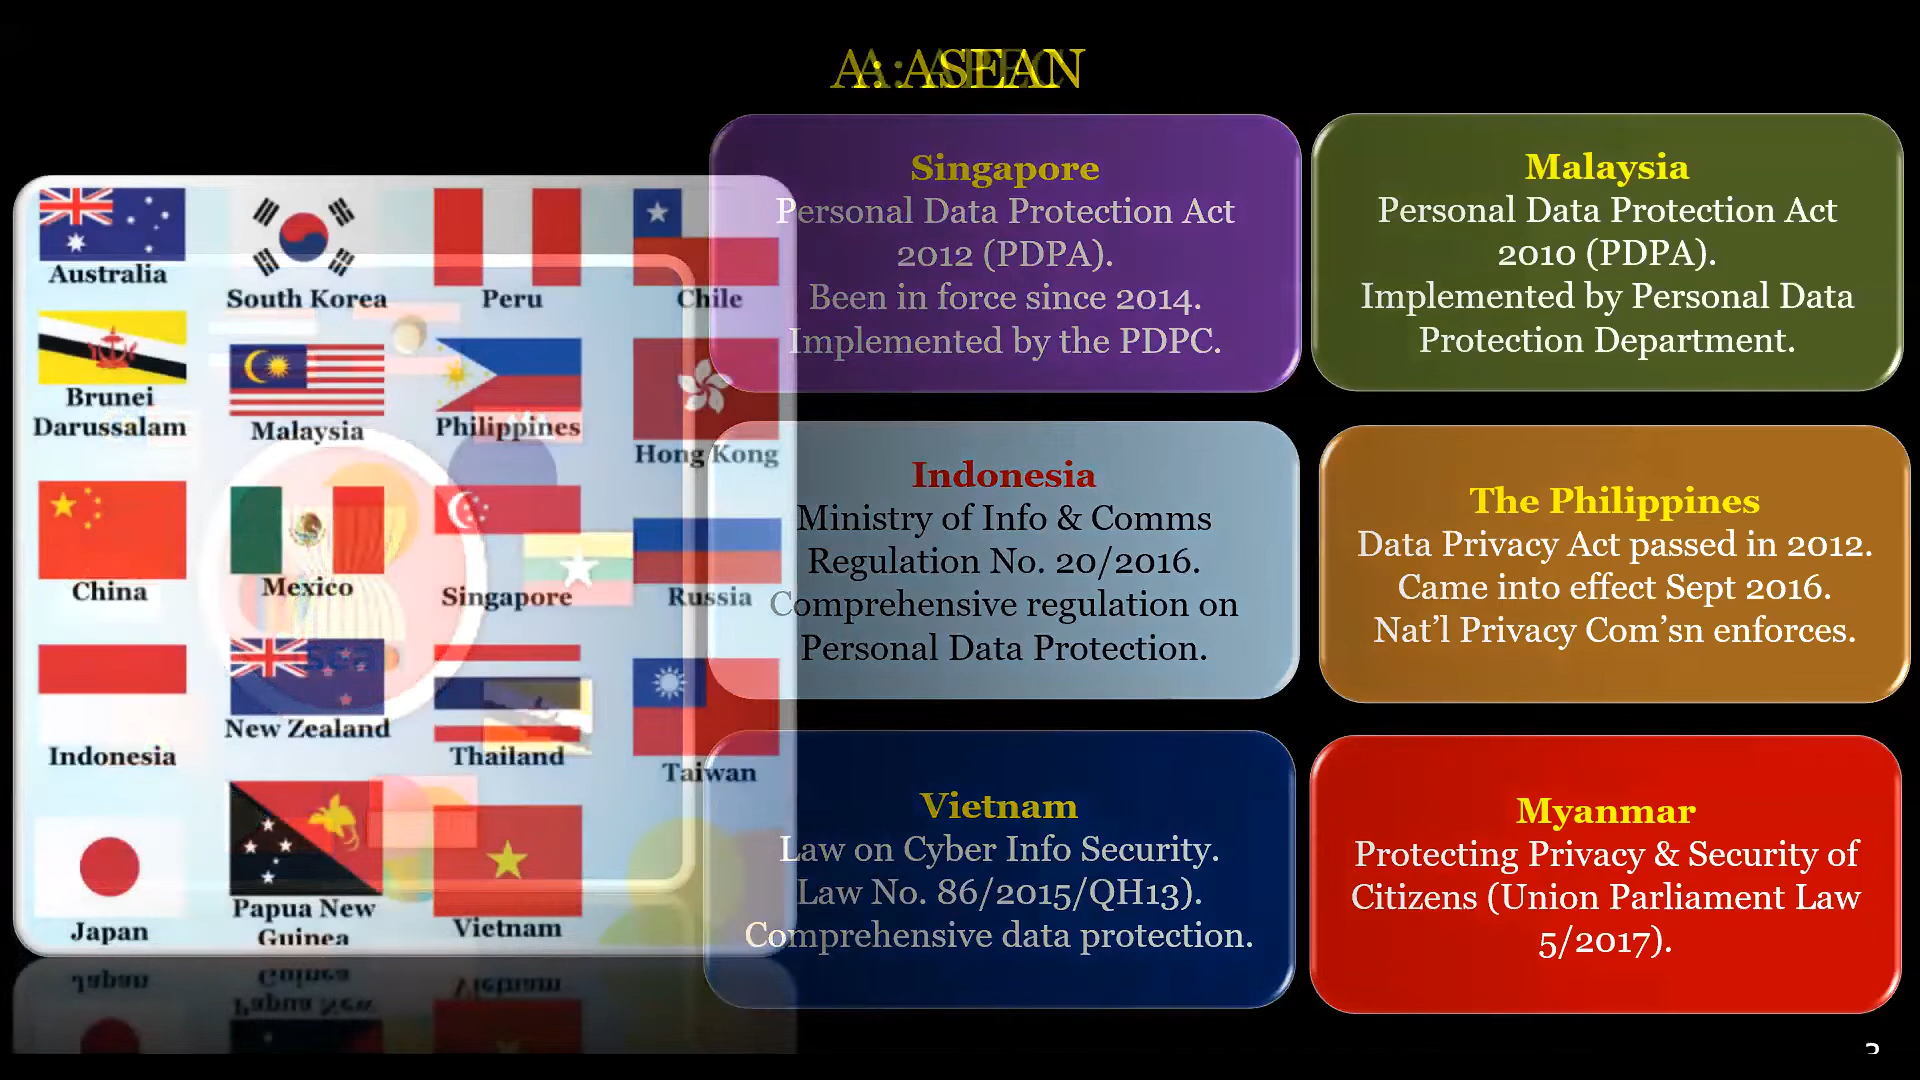 A: ASEAN
Australia
South Korea
Peru
Chile
Brunei
Darussalam
Malaysia
Philippines
Hong Kong
China
Mexico
Singapore
Russia
Indonesia
New Zealand
Thailand
Taiwan
Japan
Papua New
Guinea
Vietnam
Singapore
Personal Data Protection Act
2012 (PDPA).
Been in force since 2014.
Implemented by the PDPC.
Malaysia
Personal Data Protection Act
2010 (PDPA).
Implemented by Personal Data
Protection Department.
Indonesia
Ministry of Info & Comms
Regulation No. 20/2016.
Comprehensive regulation on
Personal Data Protection.
The Philippines
Data Privacy Act passed in 2012.
Came into effect Sept 2016.
Nat’l Privacy Com’sn enforces.
Vietnam
Law on Cyber Info Security.
Law No. 86/2015/QH13).
Comprehensive data protection.
Myanmar
Protecting Privacy & Security of
Citizens (Union Parliament Law
5/2017).